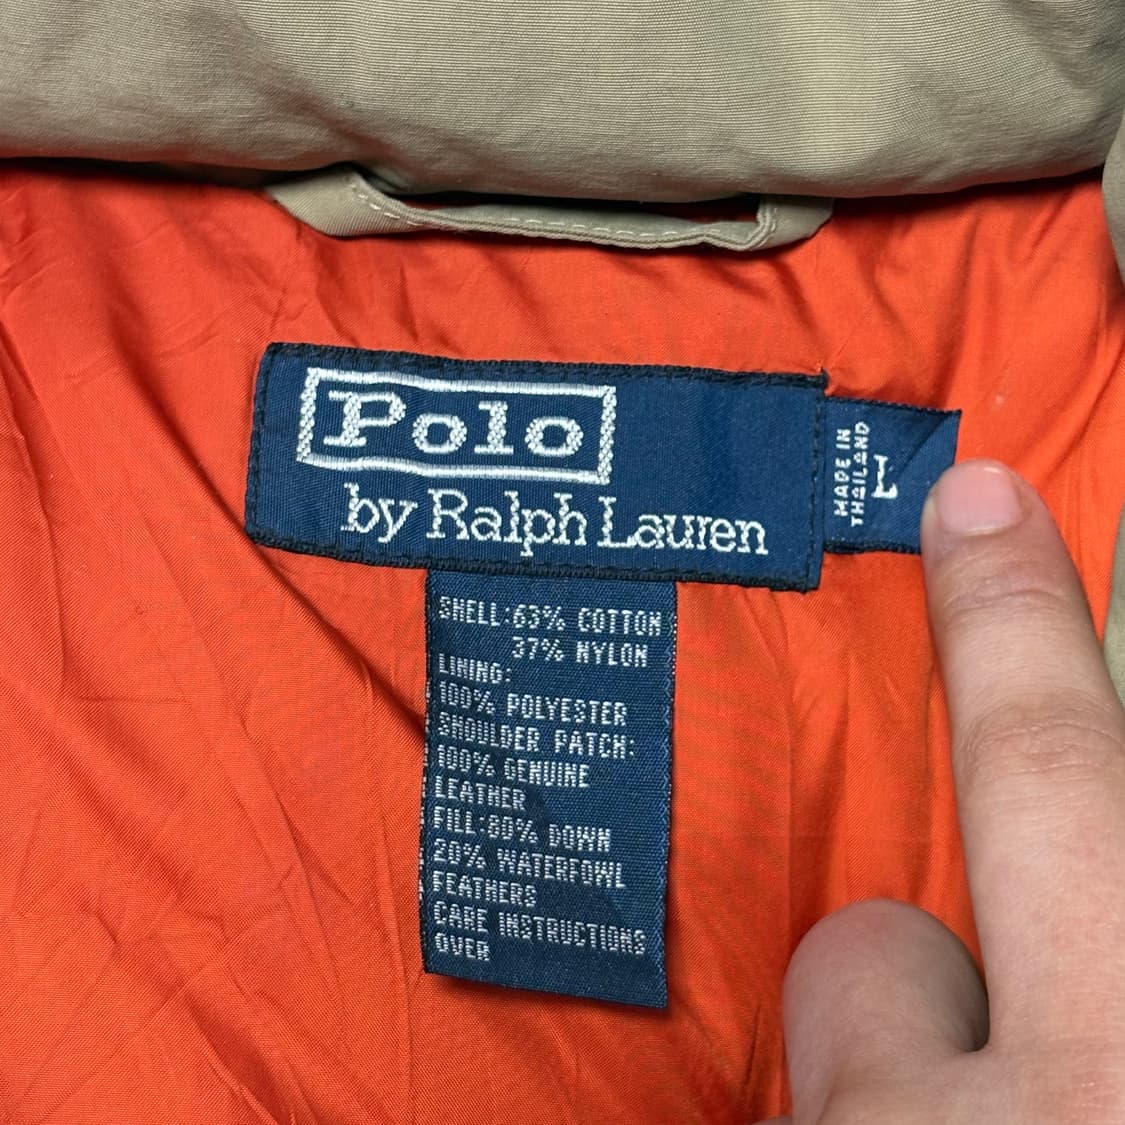 Polo
by Ralph Lauren
MADE IN
THAILAND
L
SHELL:63% COTTON
37% NYLON
LINING:
100% POLYESTER
SHOULDER PATCH:
100% GENUINE
LEATHER
FILL:80% DOWN
20% WATERFOWL
FEATHERS
CARE INSTRUCTIONS
OVER